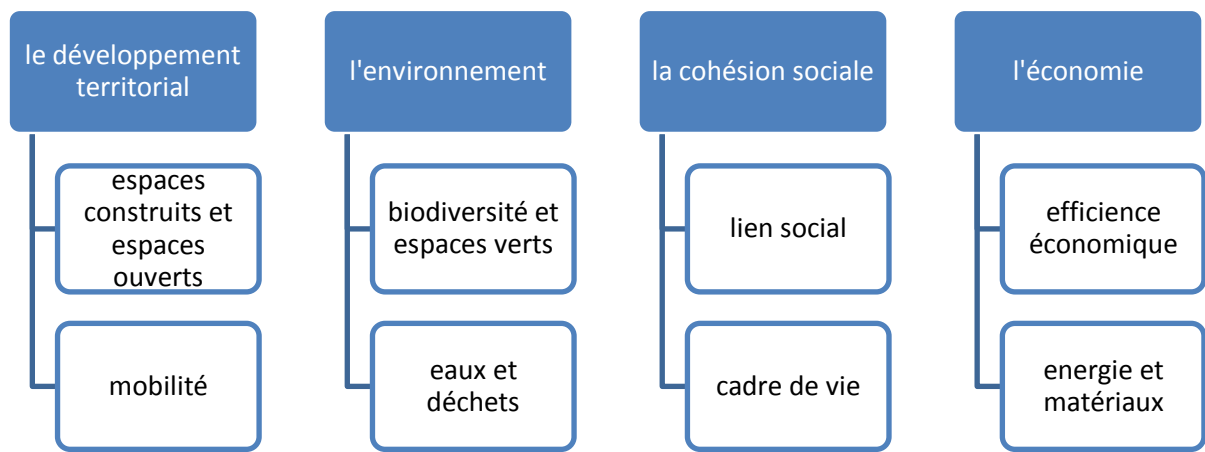 le développement
territorial
espaces
construits et
espaces
ouverts
mobilité
l'environnement
biodiversité et
espaces verts
eaux et
déchets
la cohésion sociale
lien social
cadre de vie
l'économie
efficience
économique
energie et
matériaux